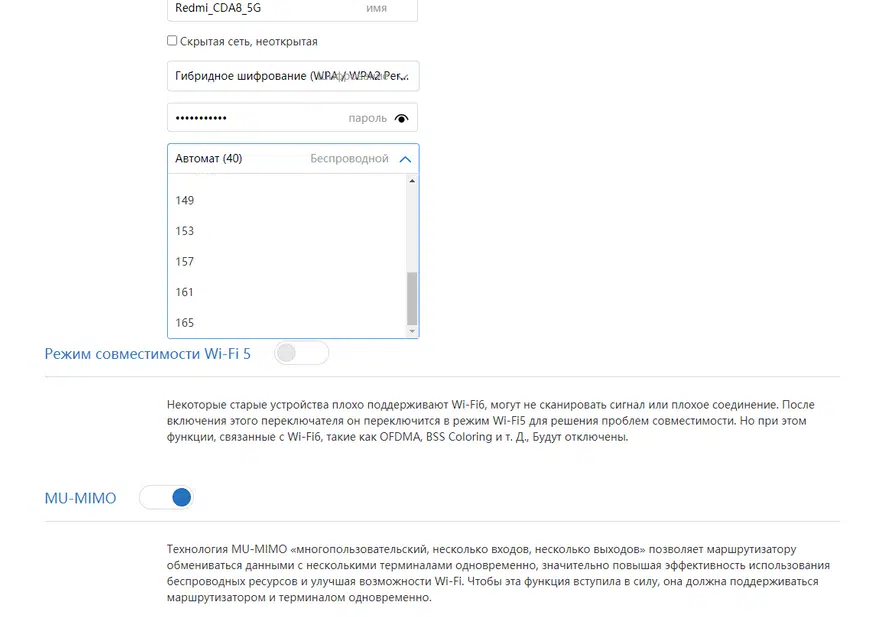 Redmi_CDA8_5G имя
Скрытая сеть, неоткрытая
Гибридное шифрование (WPA / WPA2 Per...
••••••••••• пароль
Автомат (40) Беспроводной
149
153
157
161
165
Режим совместимости Wi-Fi 5
Некоторые старые устройства плохо поддерживают Wi-Fi6, могут не сканировать сигнал или плохое соединение. После
включения этого переключателя он переключится в режим Wi-Fi5 для решения проблем совместимости. Но при этом
функции, связанные с Wi-Fi6, такие как OFDMA, BSS Coloring и т. Д., Будут отключены.
MU-MIMO
Технология MU-MIMO «многопользовательский, несколько входов, несколько выходов» позволяет маршрутизатору
обмениваться данными с несколькими терминалами одновременно, значительно повышая эффективность использования
беспроводных ресурсов и улучшая возможности Wi-Fi. Чтобы эта функция вступила в силу, она должна поддерживаться
маршрутизатором и терминалом одновременно.